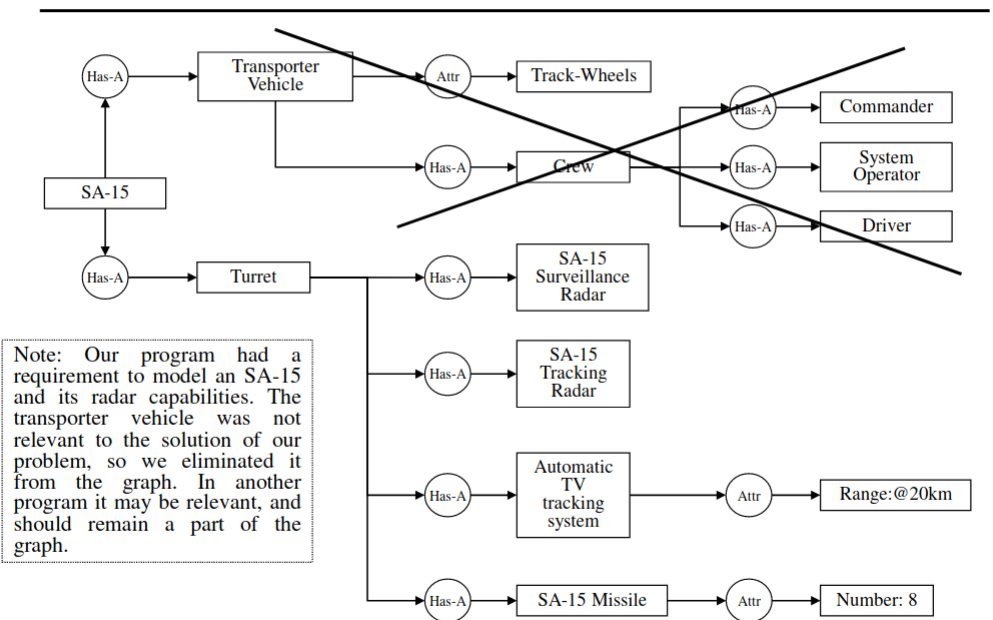 Has-A
Transporter
Vehicle
Attr
Track-Wheels
Has-A
Commander
Has-A
Crew
Has-A
System
Operator
SA-15
Has-A
Driver
Has-A
Turret
Has-A
SA-15
Surveillance
Radar
Note: Our program had a
requirement to model an SA-15
and its radar capabilities. The
transporter vehicle was not
relevant to the solution of our
problem, so we eliminated it
from the graph. In another
program it may be relevant, and
should remain a part of the
graph.
Has-A
SA-15
Tracking
Radar
Has-A
Automatic
TV
tracking
system
Attr
Range:@20km
Has-A
SA-15 Missile
Attr
Number: 8